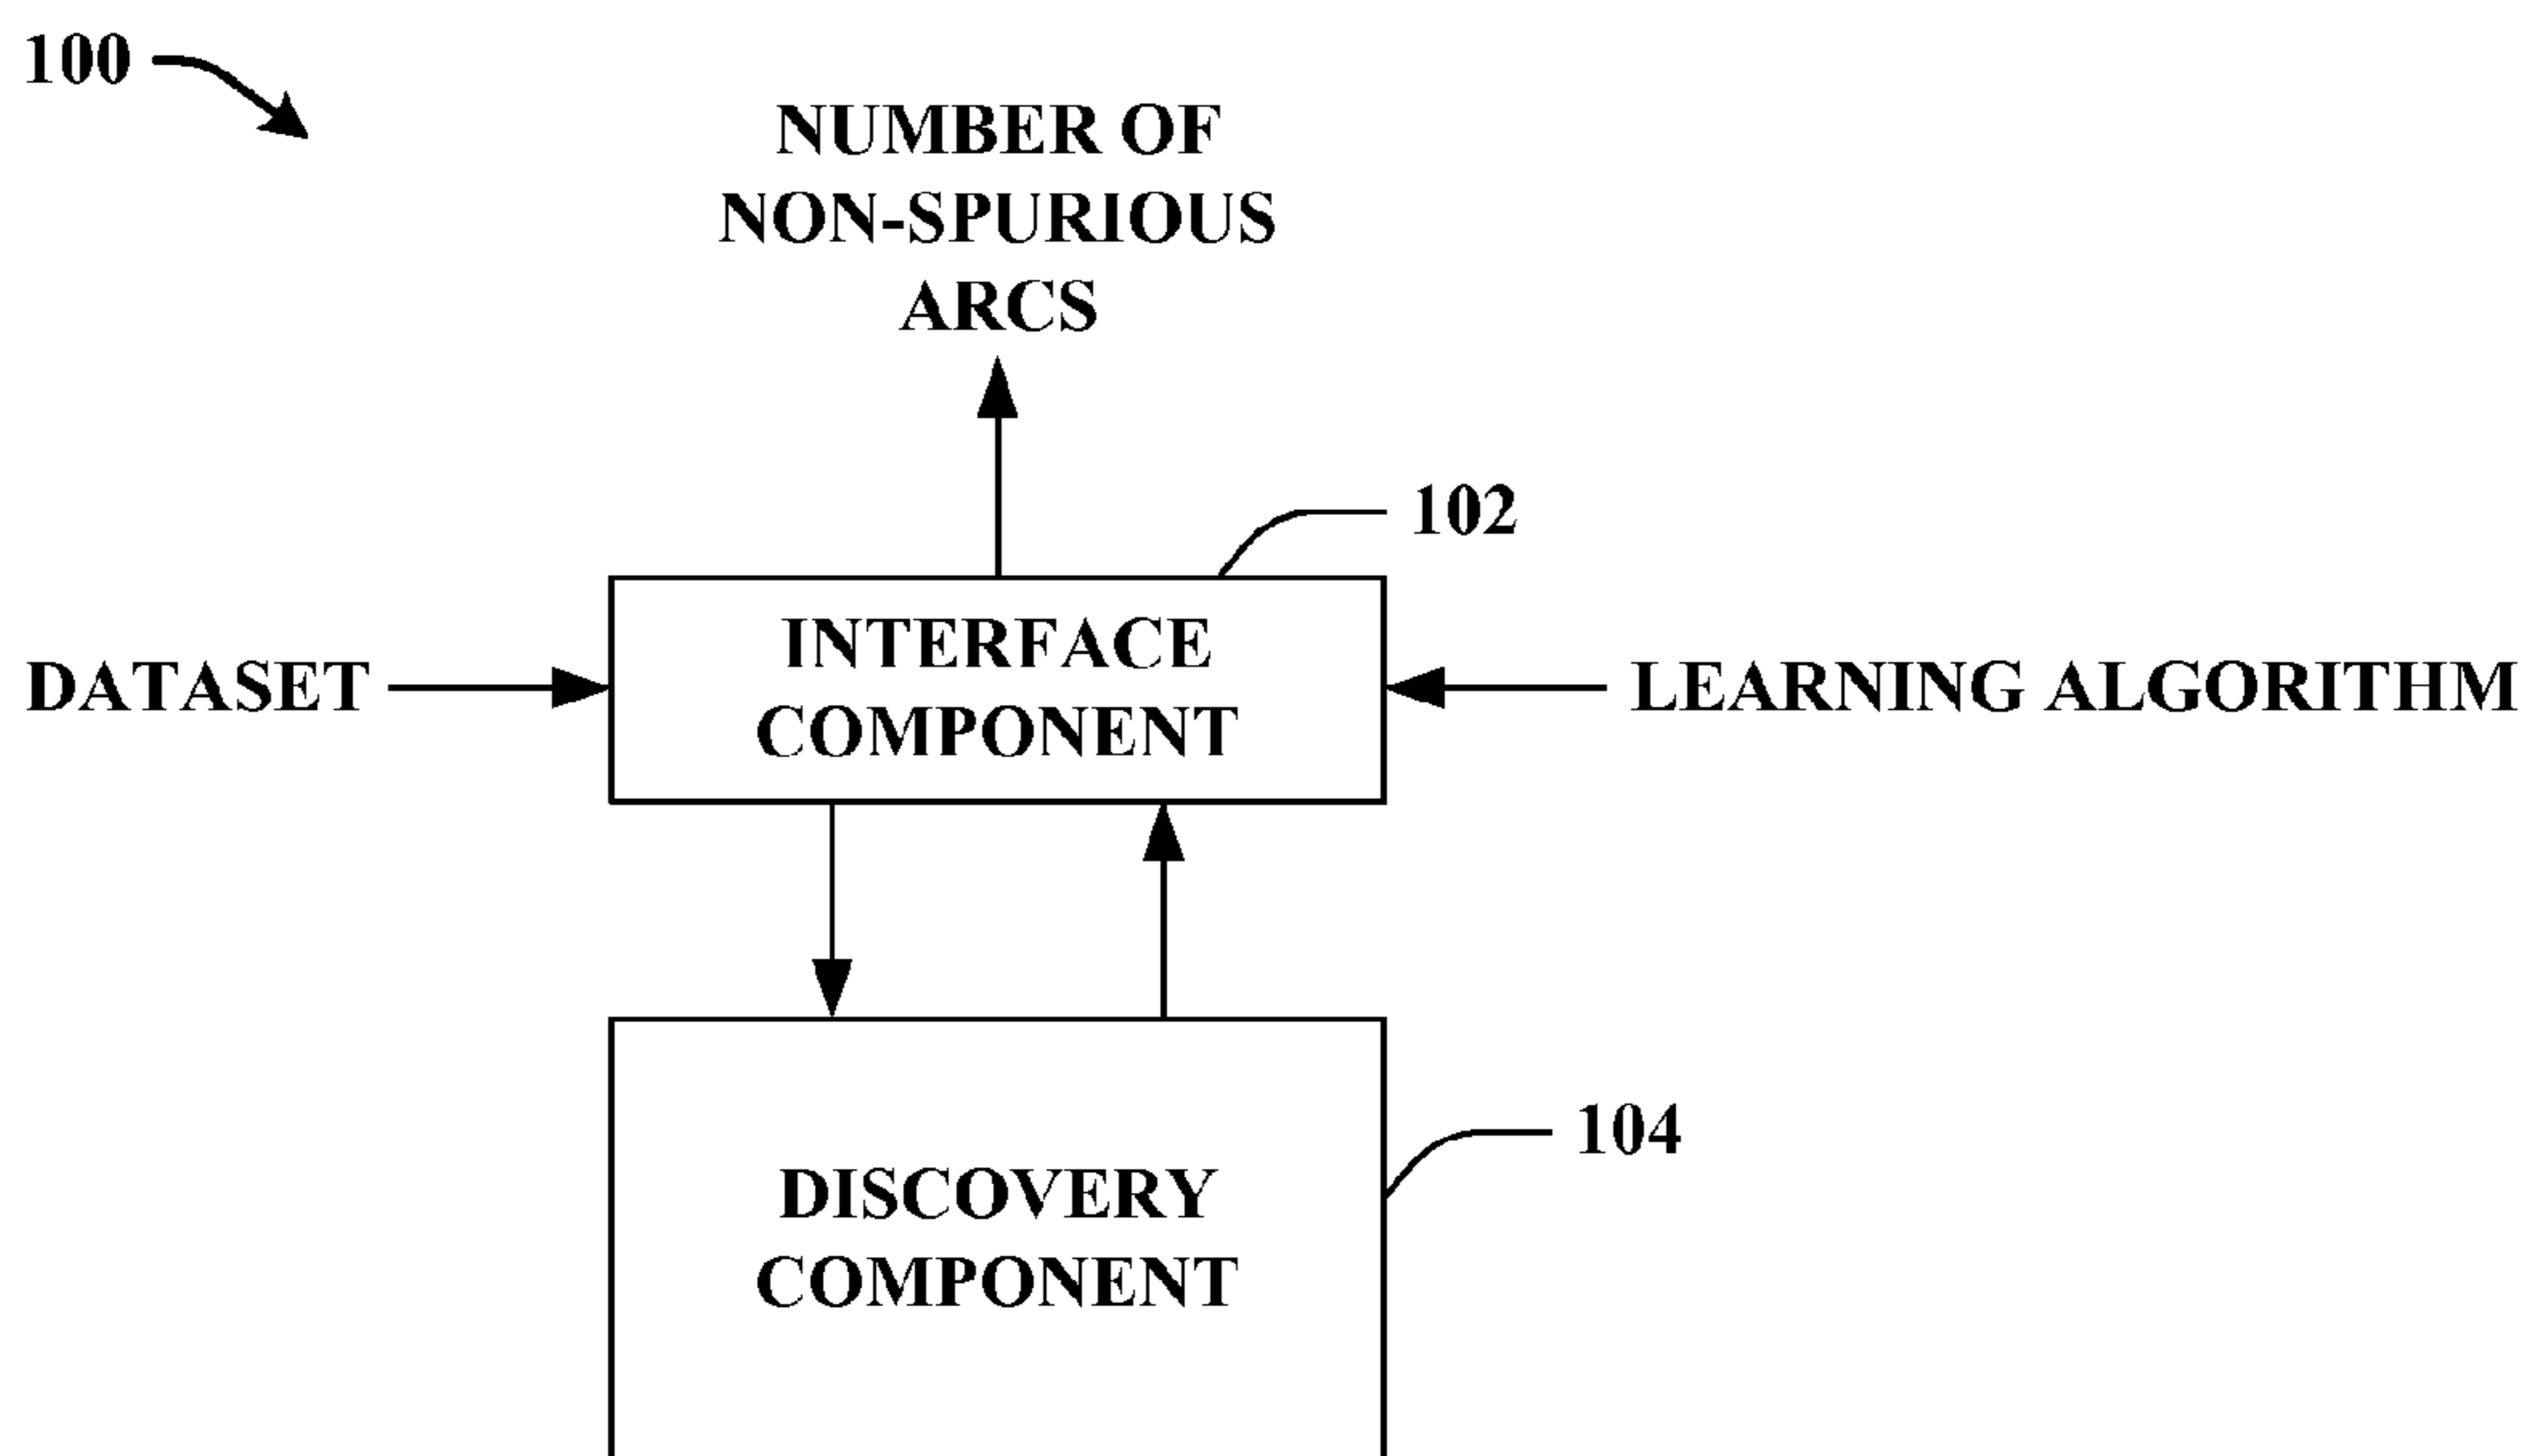 100
NUMBER OF
NON-SPURIOUS
ARCS
102
INTERFACE
COMPONENT
DATASET
LEARNING ALGORITHM
104
DISCOVERY
COMPONENT